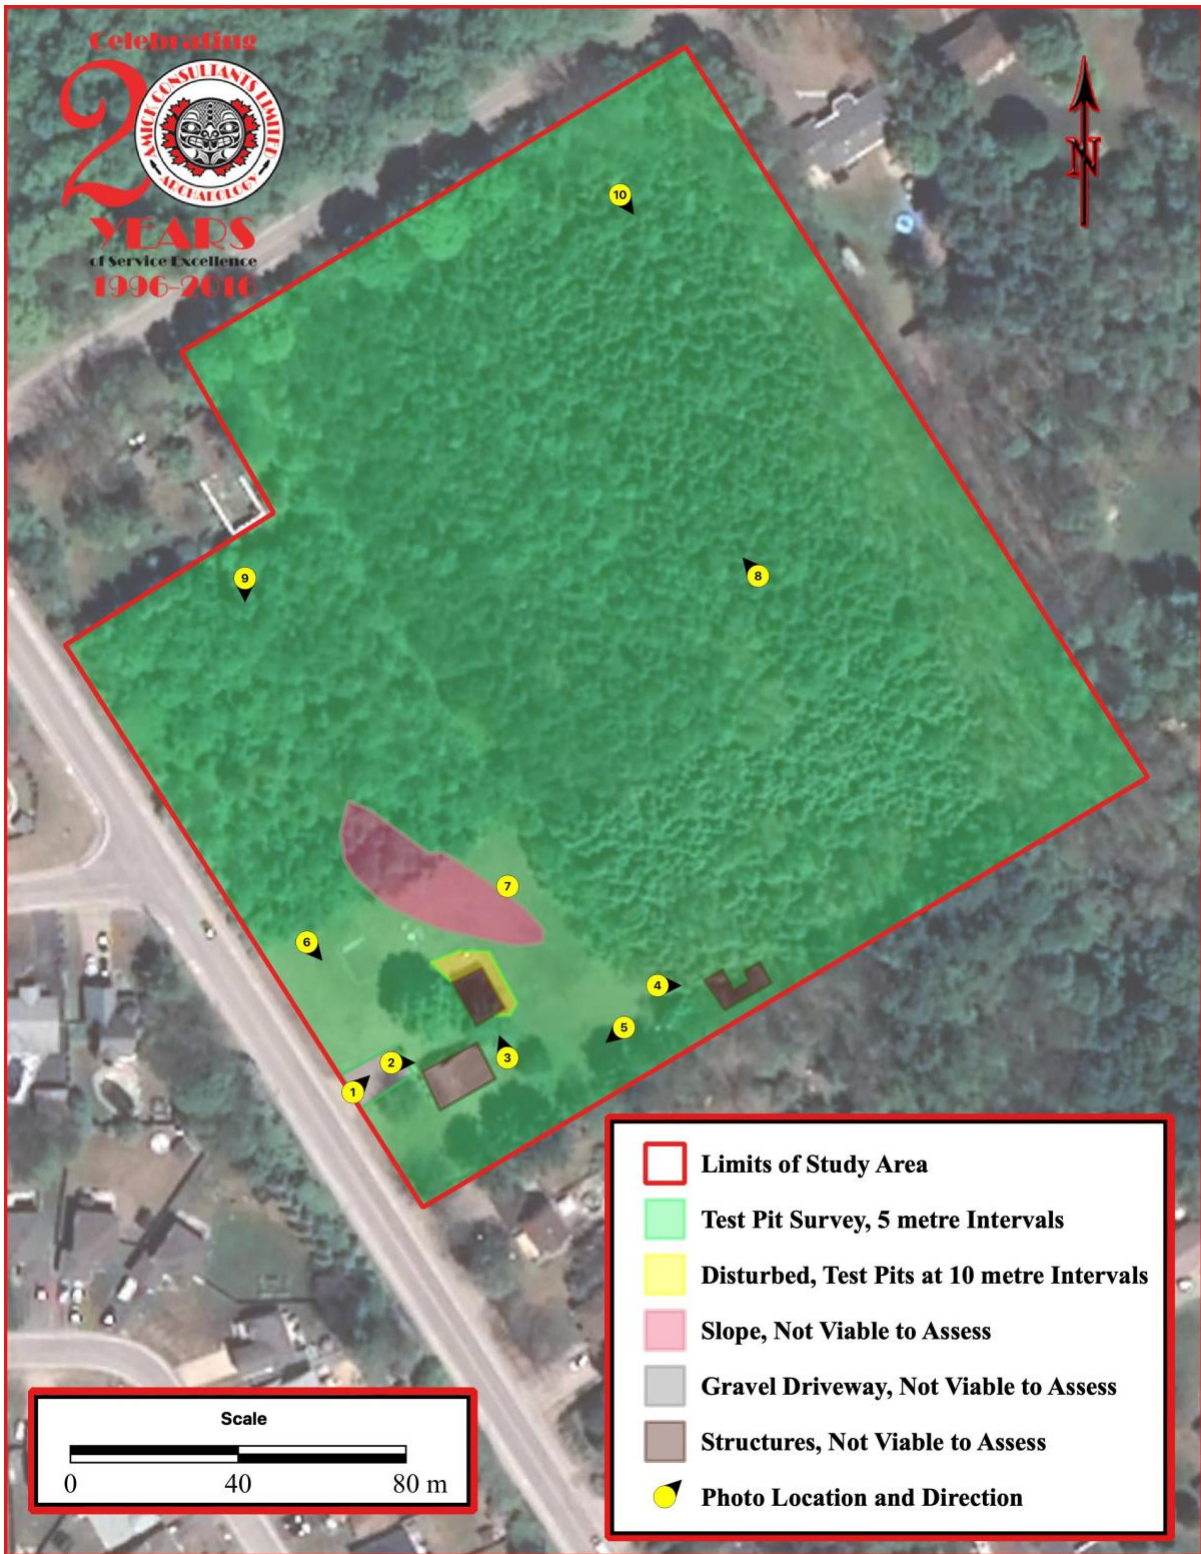 Celebrating
20
AMICK CONSULTANTS LIMITED
ARCHAEOLOGY
YEARS
of Service Excellence
1996-2016
N
10
9
8
7
6
4
5
2
3
1
Limits of Study Area
Test Pit Survey, 5 metre Intervals
Disturbed, Test Pits at 10 metre Intervals
Slope, Not Viable to Assess
Gravel Driveway, Not Viable to Assess
Structures, Not Viable to Assess
Photo Location and Direction
Scale
0 40 80 m